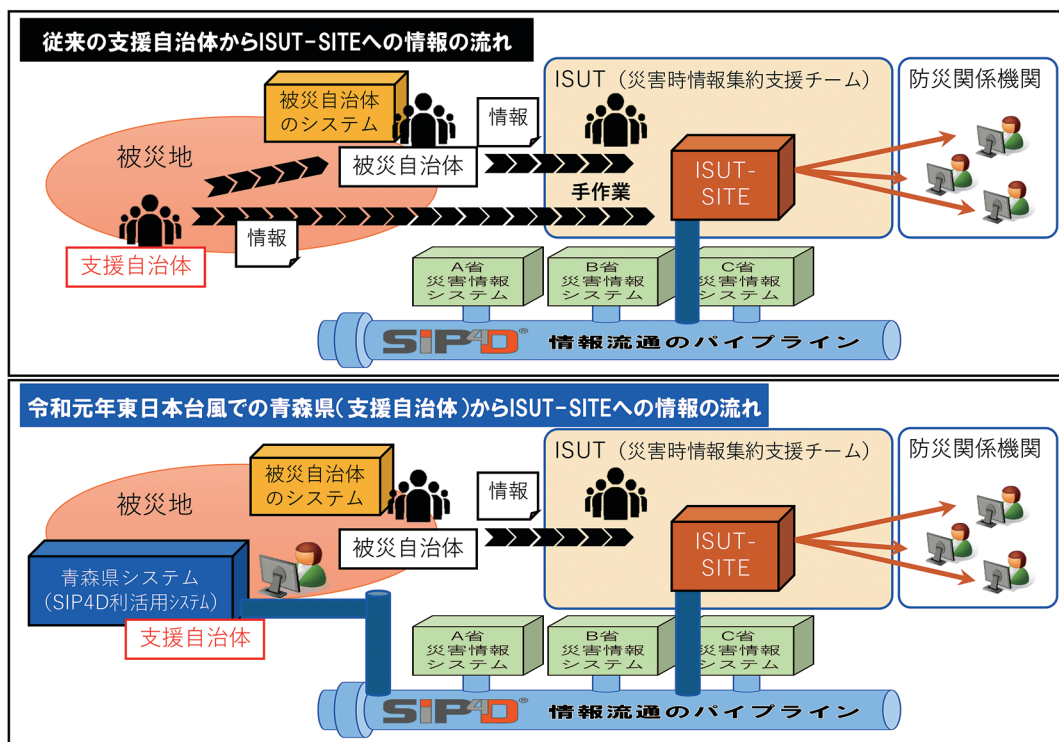 従来の支援自治体からISUT-SITEへの情報の流れ
被災地
被災自治体
のシステム
被災自治体
情報
ISUT（災害時情報集約支援チーム）
手作業
ISUT-
SITE
防災関係機関
支援自治体
情報
A省
災害情報
システム
B省
災害情報
システム
C省
災害情報
システム
SIP4D® 情報流通のパイプライン
令和元年東日本台風での青森県（支援自治体）からISUT-SITEへの情報の流れ
被災地
被災自治体
のシステム
被災自治体
情報
ISUT（災害時情報集約支援チーム）
ISUT-
SITE
防災関係機関
青森県システム
（SIP4D利活用ｼｽﾃﾑ）
支援自治体
A省
災害情報
システム
B省
災害情報
システム
C省
災害情報
システム
SIP4D® 情報流通のパイプライン